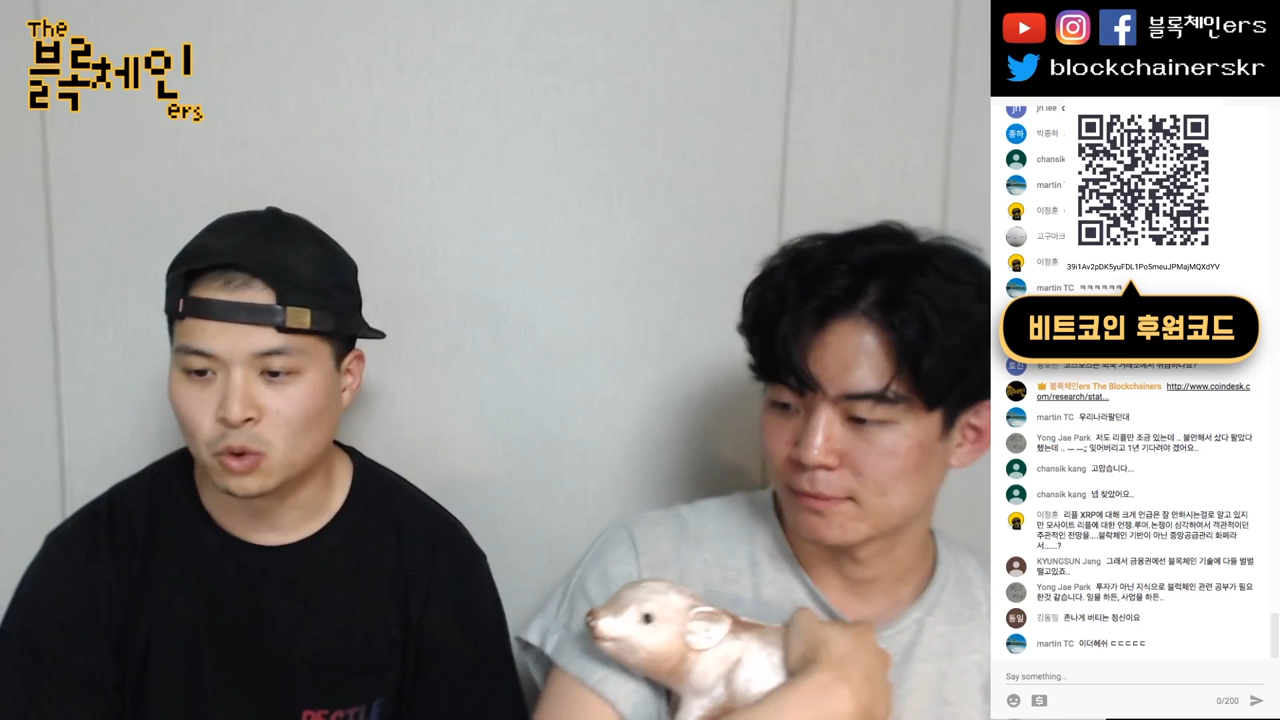 The
블록체인
ers
블록체인ers
blockchainerskr
jn lee
종하 박종하
chansik
martin
이정훈
고구마크
이정훈
39i1Av2pDK5yuFDL1Po5meuJPMajMQXdYV
martin TC ㅋㅋㅋㅋㅋㅋ
비트코인 후원코드
블록체인ers The Blockchainers http://www.coindesk.c
om/research/stat...
martin TC 우리나라팔던대
Yong Jae Park 저도 리플만 조금 있는데 .. 불안해서 샀다 팔았다
했는데 .. ㅡ ㅡ;; 잊어버리고 1년 기다려야 겠어요..
chansik kang 고맙습니다...
chansik kang 넵 찾았어요..
이정훈 리플 XRP에 대해 크게 언급은 잘 안하시는걸로 알고 있지
만 모사이트 리플에 대한 언쟁.루머.논쟁이 심각하여서 객관적이던
주관적인 전망을....블락체인 기반이 아닌 중앙공급관리 화폐라
서......?
KYUNGSUN Jang 그래서 금융권에선 블록체인 기술에 다들 벌벌
떨고있죠..
Yong Jae Park 투자가 아닌 지식으로 블럭체인 관련 공부가 필요
한것 같습니다. 일을 하든, 사업을 하든..
동일 김동일 존나게 버티는 정신이요
martin TC 이더헤쉬 ㄷㄷㄷㄷㄷ
Say something...
0/200